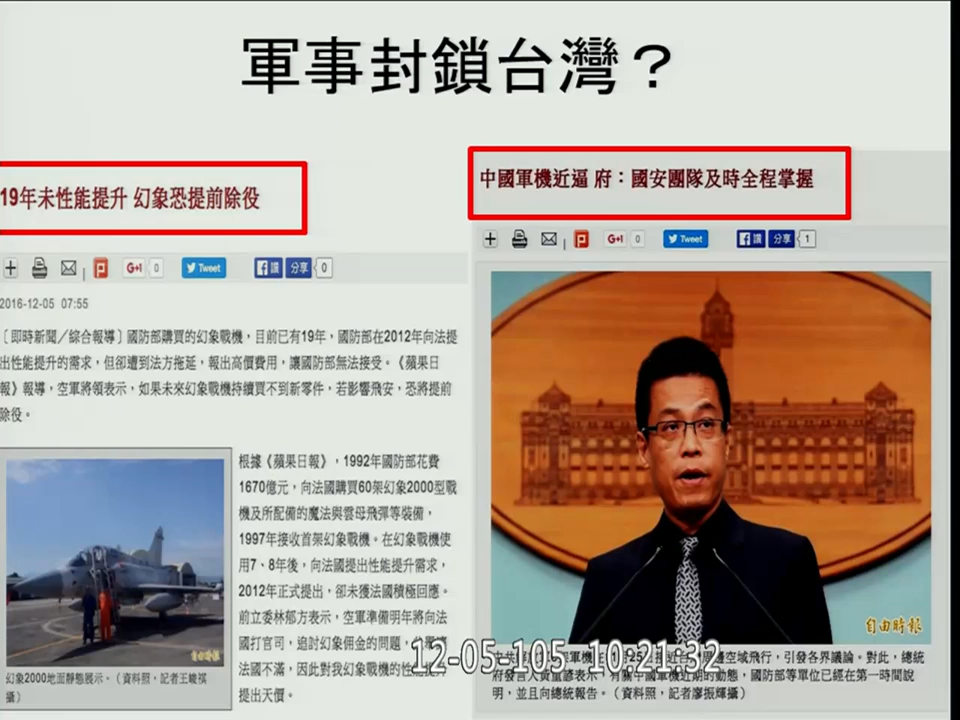 軍事封鎖台灣？
19年未性能提升 幻象恐提前除役
G+1 0 Tweet 讚 分享 0
2016-12-05 07:55
〔即時新聞／綜合報導〕國防部購買的幻象戰機，目前已有19年，國防部在2012年向法提
出性能提升的需求，但卻遭到法方拖延，報出高價費用，讓國防部無法接受。《蘋果日
報》報導，空軍將領表示，如果未來幻象戰機持續買不到新零件，若影響飛安，恐將提前
除役。
根據《蘋果日報》，1992年國防部花費
1670億元，向法國購買60架幻象2000型戰
機及所配備的魔法與雲母飛彈等裝備，
1997年接收首架幻象戰機。在幻象戰機使
用7、8年後，向法國提出性能提升需求，
2012年正式提出，卻未獲法國積極回應。
前立委林郁方表示，空軍準備明年將向法
國打官司，追討幻象佣金的問題，
法國不滿，因此對我幻象戰機的性能提升
提出天價。
自由時報
幻象2000地面靜態展示。（資料照，記者王峻祺
攝）
中國軍機近逼 府：國安團隊及時全程掌握
G+1 0 Tweet 讚 分享 1
自由時報
空域飛行，引發各界議論。對此，總統
府發言人黃重諺表示，有關中國軍機近期的動態，國防部等單位已經在第一時間說
明，並且向總統報告。（資料照，記者廖振輝攝）
12-05-105 10:21:32